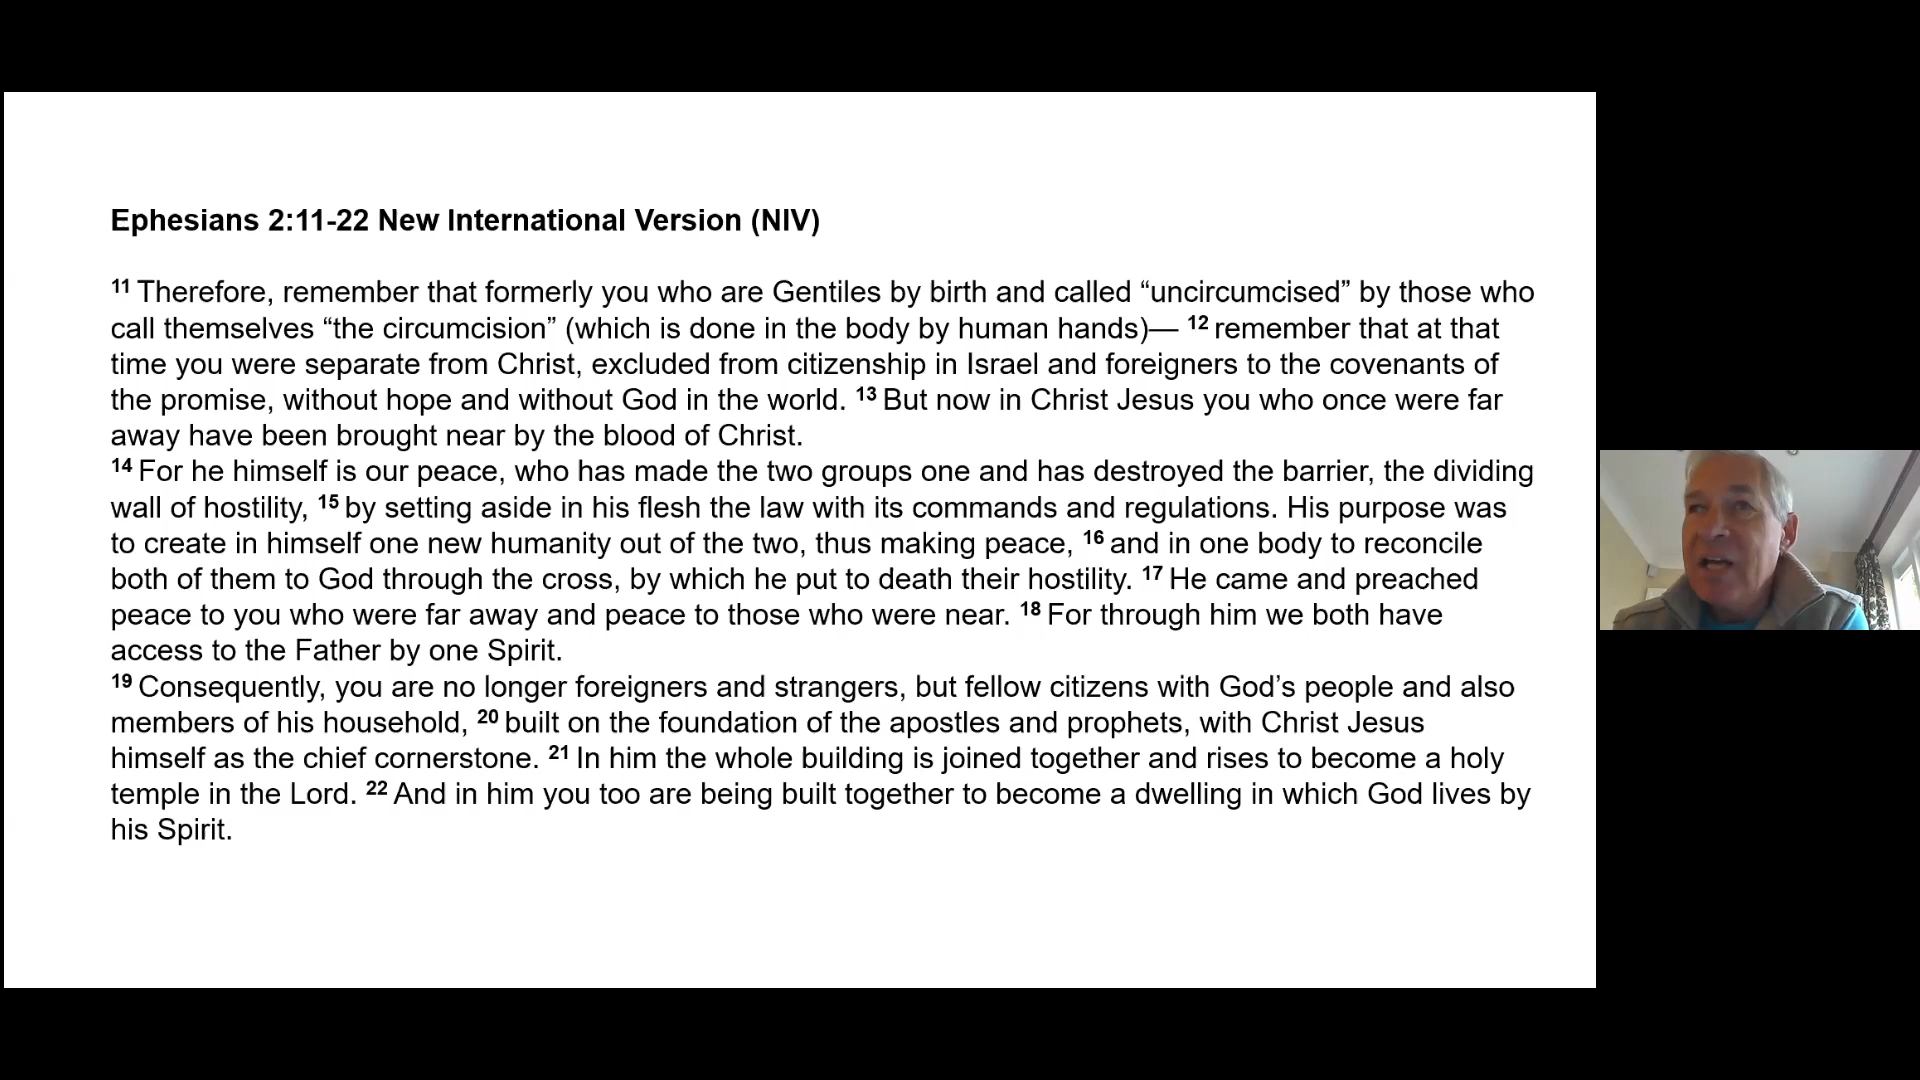 Ephesians 2:11-22 New International Version (NIV)
11 Therefore, remember that formerly you who are Gentiles by birth and called “uncircumcised” by those who
call themselves “the circumcision” (which is done in the body by human hands)— 12 remember that at that
time you were separate from Christ, excluded from citizenship in Israel and foreigners to the covenants of
the promise, without hope and without God in the world. 13 But now in Christ Jesus you who once were far
away have been brought near by the blood of Christ.
14 For he himself is our peace, who has made the two groups one and has destroyed the barrier, the dividing
wall of hostility, 15 by setting aside in his flesh the law with its commands and regulations. His purpose was
to create in himself one new humanity out of the two, thus making peace, 16 and in one body to reconcile
both of them to God through the cross, by which he put to death their hostility. 17 He came and preached
peace to you who were far away and peace to those who were near. 18 For through him we both have
access to the Father by one Spirit.
19 Consequently, you are no longer foreigners and strangers, but fellow citizens with God’s people and also
members of his household, 20 built on the foundation of the apostles and prophets, with Christ Jesus
himself as the chief cornerstone. 21 In him the whole building is joined together and rises to become a holy
temple in the Lord. 22 And in him you too are being built together to become a dwelling in which God lives by
his Spirit.